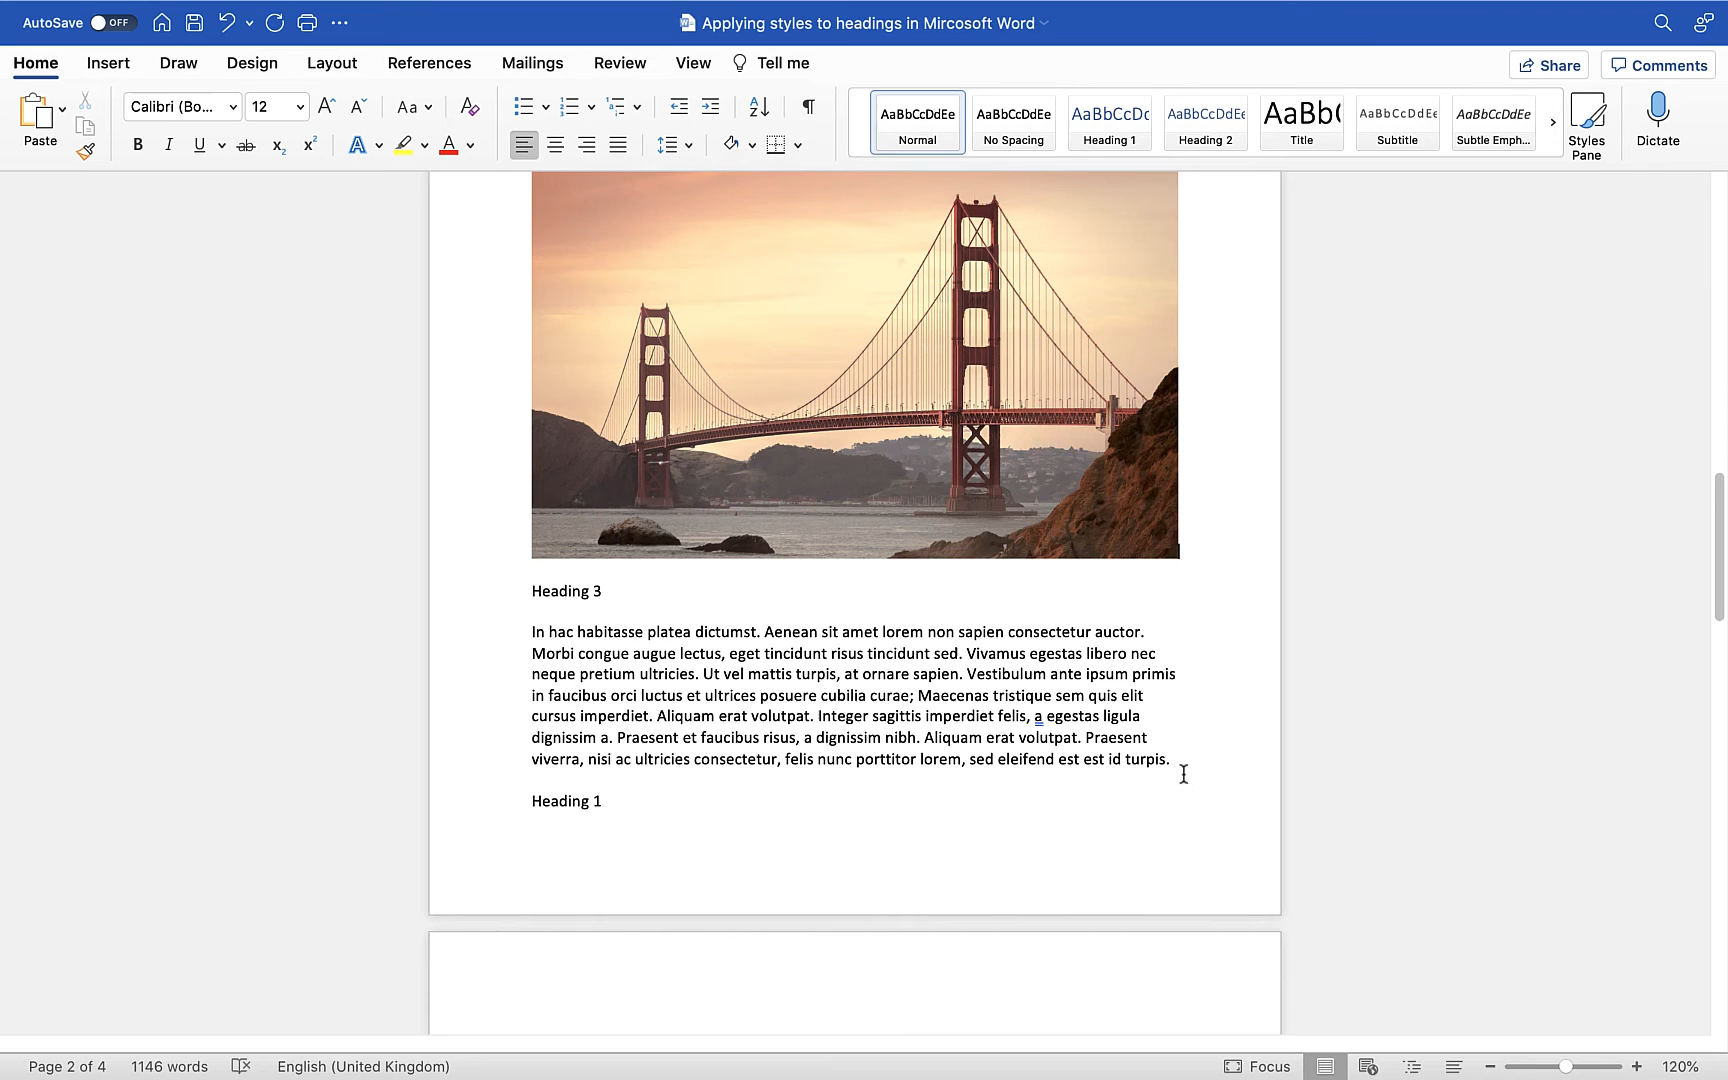 AutoSave OFF
Applying styles to headings in Mircosoft Word
Home Insert Draw Design Layout References Mailings Review View Tell me
Share Comments
Paste
Calibri (Bo... 12
AaBbCcDdEe AaBbCcDdEe AaBbCcDc AaBbCcDdEe AaBb( AaBbCcDdEe AaBbCcDdEe
Normal No Spacing Heading 1 Heading 2 Title Subtitle Subtle Emph...
Styles
Pane
Dictate
Heading 3
In hac habitasse platea dictumst. Aenean sit amet lorem non sapien consectetur auctor.
Morbi congue augue lectus, eget tincidunt risus tincidunt sed. Vivamus egestas libero nec
neque pretium ultricies. Ut vel mattis turpis, at ornare sapien. Vestibulum ante ipsum primis
in faucibus orci luctus et ultrices posuere cubilia curae; Maecenas tristique sem quis elit
cursus imperdiet. Aliquam erat volutpat. Integer sagittis imperdiet felis, a egestas ligula
dignissim a. Praesent et faucibus risus, a dignissim nibh. Aliquam erat volutpat. Praesent
viverra, nisi ac ultricies consectetur, felis nunc porttitor lorem, sed eleifend est est id turpis.
Heading 1
Page 2 of 4 1146 words English (United Kingdom) Focus 120%